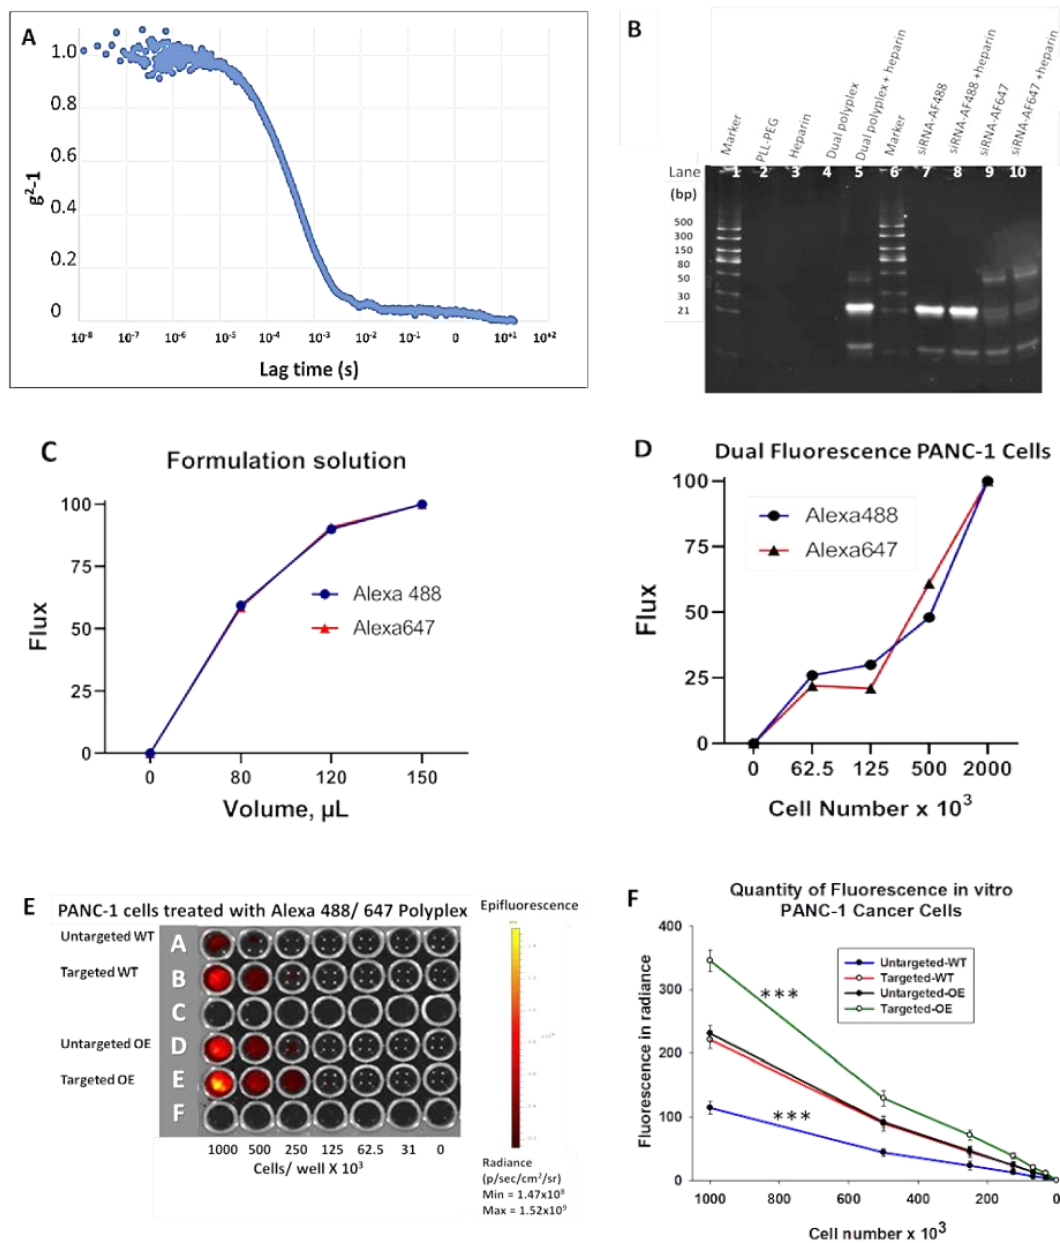 A
1.0
0.8
0.6
0.4
0.2
0
g²-1
10⁻⁸ 10⁻⁷ 10⁻⁶ 10⁻⁵ 10⁻⁴ 10⁻³ 10⁻² 10⁻¹ 0 10⁺¹ 10⁺²
Lag time (s)
B
Marker
PLL-PEG
Heparin
Dual polyplex
Dual polyplex + heparin
Marker
siRNA-AF488
siRNA-AF488 +heparin
siRNA-AF647
siRNA-AF647 +heparin
Lane 1 2 3 4 5 6 7 8 9 10
(bp)
500
300
150
80
50
30
21
C
Formulation solution
100
75
50
25
0
Flux
Alexa 488
Alexa647
0 80 120 150
Volume, µL
D
Dual Fluorescence PANC-1 Cells
100
75
50
25
0
Flux
Alexa488
Alexa647
0 62.5 125 500 2000
Cell Number x 10³
E
PANC-1 cells treated with Alexa 488/ 647 Polyplex
Untargeted WT
Targeted WT
Untargeted OE
Targeted OE
A
B
C
D
E
F
1000 500 250 125 62.5 31 0
Cells/ well X 10³
Epifluorescence
Radiance
(p/sec/cm²/sr)
Min = 1.47x10⁸
Max = 1.52x10⁹
F
Quantity of Fluorescence in vitro
PANC-1 Cancer Cells
400
300
200
100
0
Fluorescence in radiance
Untargeted-WT
Targeted-WT
Untargeted-OE
Targeted-OE
***
***
1000 800 600 400 200 0
Cell number x 10³